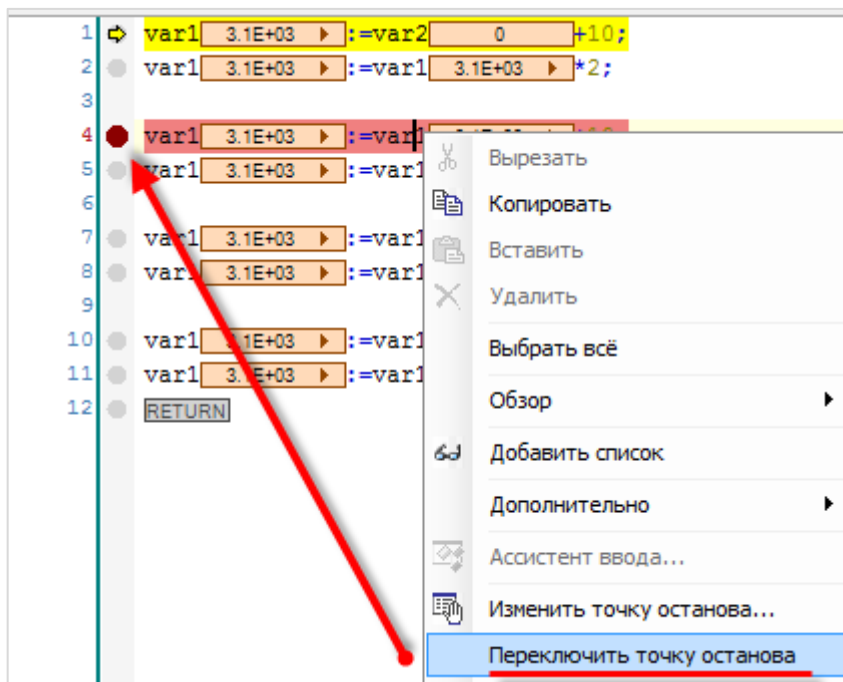 1 var1 3.1E+03 :=var2 0 +10;
2 var1 3.1E+03 :=var1 3.1E+03 *2;
3
4 var1 3.1E+03 :=var1
5 var1 3.1E+03 :=var1
6
7 var1 3.1E+03 :=var1
8 var1 3.1E+03 :=var1
9
10 var1 3.1E+03 :=var1
11 var1 3.1E+03 :=var1
12 RETURN
Вырезать
Копировать
Вставить
Удалить
Выбрать всё
Обзор
Добавить список
Дополнительно
Ассистент ввода...
Изменить точку останова...
Переключить точку останова